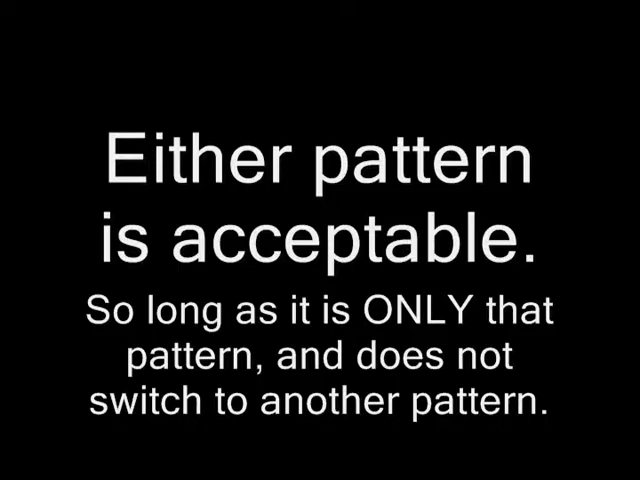 Either pattern
is acceptable.
So long as it is ONLY that
pattern, and does not
switch to another pattern.